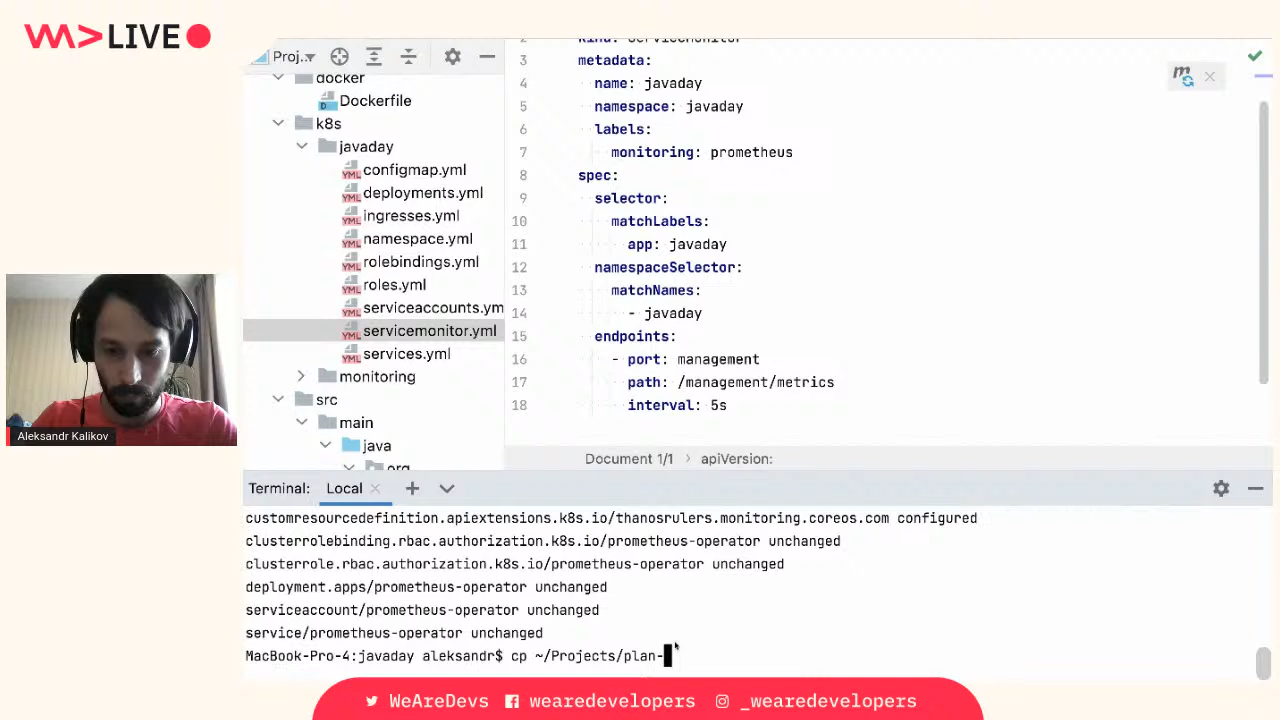 LIVE
Proj..
docker
Dockerfile
k8s
javaday
configmap.yml
deployments.yml
ingresses.yml
namespace.yml
rolebindings.yml
roles.yml
serviceaccounts.ym
servicemonitor.yml
services.yml
monitoring
src
main
java
org
2 kind: ServiceMonitor
3 metadata:
4 name: javaday
5 namespace: javaday
6 labels:
7 monitoring: prometheus
8 spec:
9 selector:
10 matchLabels:
11 app: javaday
12 namespaceSelector:
13 matchNames:
14 - javaday
15 endpoints:
16 - port: management
17 path: /management/metrics
18 interval: 5s
Document 1/1 › apiVersion:
Aleksandr Kalikov
Terminal: Local
customresourcedefinition.apiextensions.k8s.io/thanosrulers.monitoring.coreos.com configured
clusterrolebinding.rbac.authorization.k8s.io/prometheus-operator unchanged
clusterrole.rbac.authorization.k8s.io/prometheus-operator unchanged
deployment.apps/prometheus-operator unchanged
serviceaccount/prometheus-operator unchanged
service/prometheus-operator unchanged
MacBook-Pro-4:javaday aleksandr$ cp ~/Projects/plan-
WeAreDevs wearedevelopers _wearedevelopers